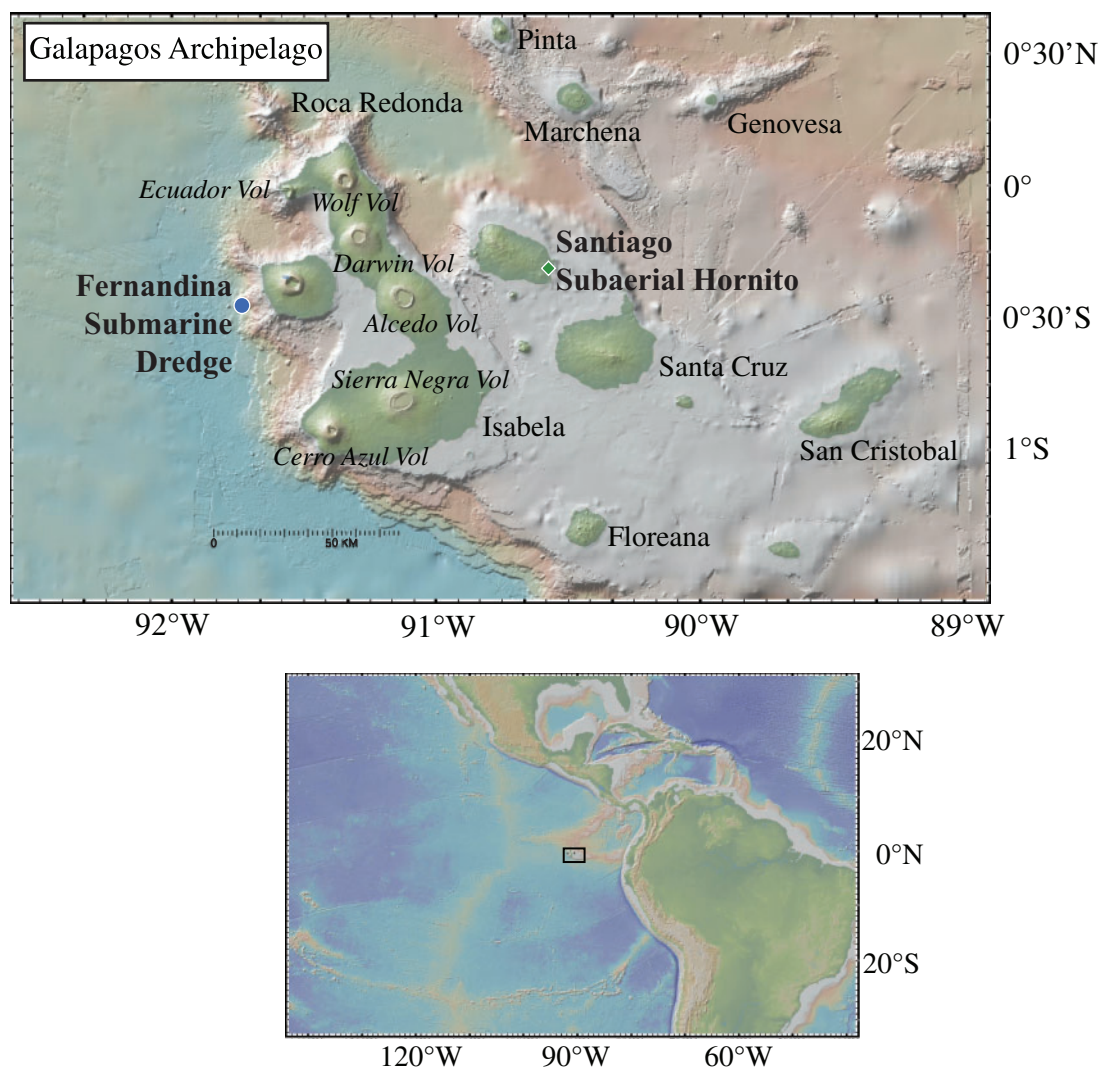 Galapagos Archipelago
Pinta
0°30’N
Roca Redonda
Marchena
Genovesa
Ecuador Vol
Wolf Vol
0°
Santiago
Subaerial Hornito
Darwin Vol
Fernandina
Submarine
Dredge
Alcedo Vol
0°30’S
Santa Cruz
Sierra Negra Vol
Isabela
San Cristobal
1°S
Cerro Azul Vol
Floreana
0 50 KM
92°W 91°W 90°W 89°W
20°N
0°N
20°S
120°W 90°W 60°W